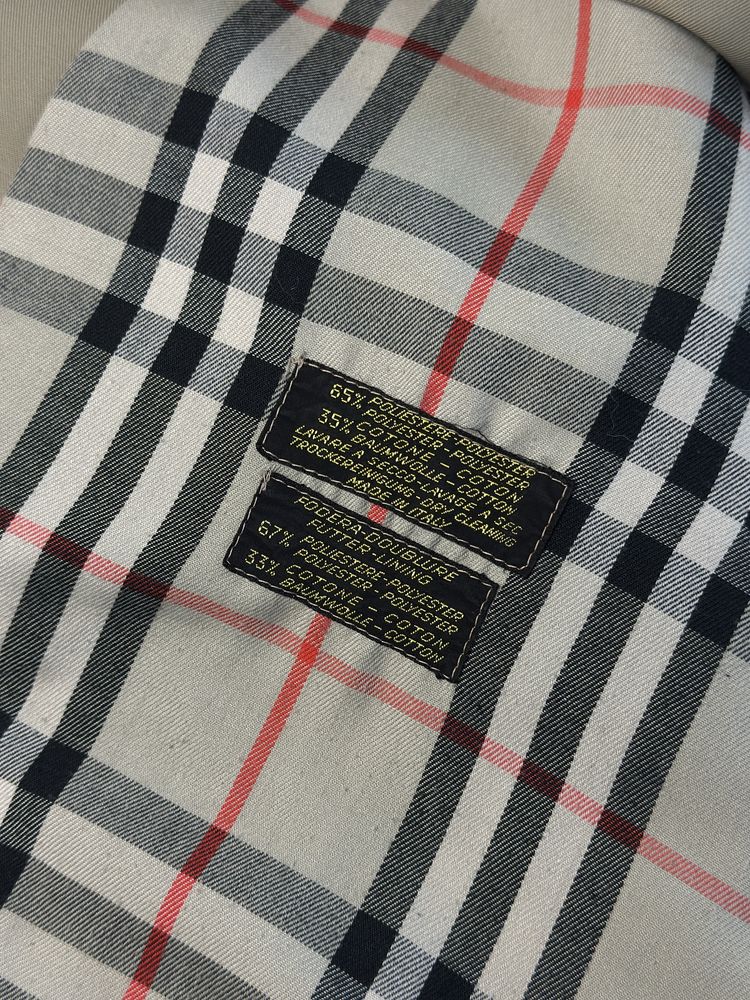 65% POLIESTERE POLYESTER
POLYESTER - POLYESTER
35% COTONE - COTON
BAUMWOLLE - COTTON
LAVARE A SECCO - LAVAGE A SEC
TROCKEREINIGUNG - DRY CLEANING
MADE IN ITALY
FODERA - DOUBLURE
FUTTER - LINING
67% POLIESTERE POLYESTER
POLYESTER - POLYESTER
33% COTONE - COTON
BAUMWOLLE - COTTON